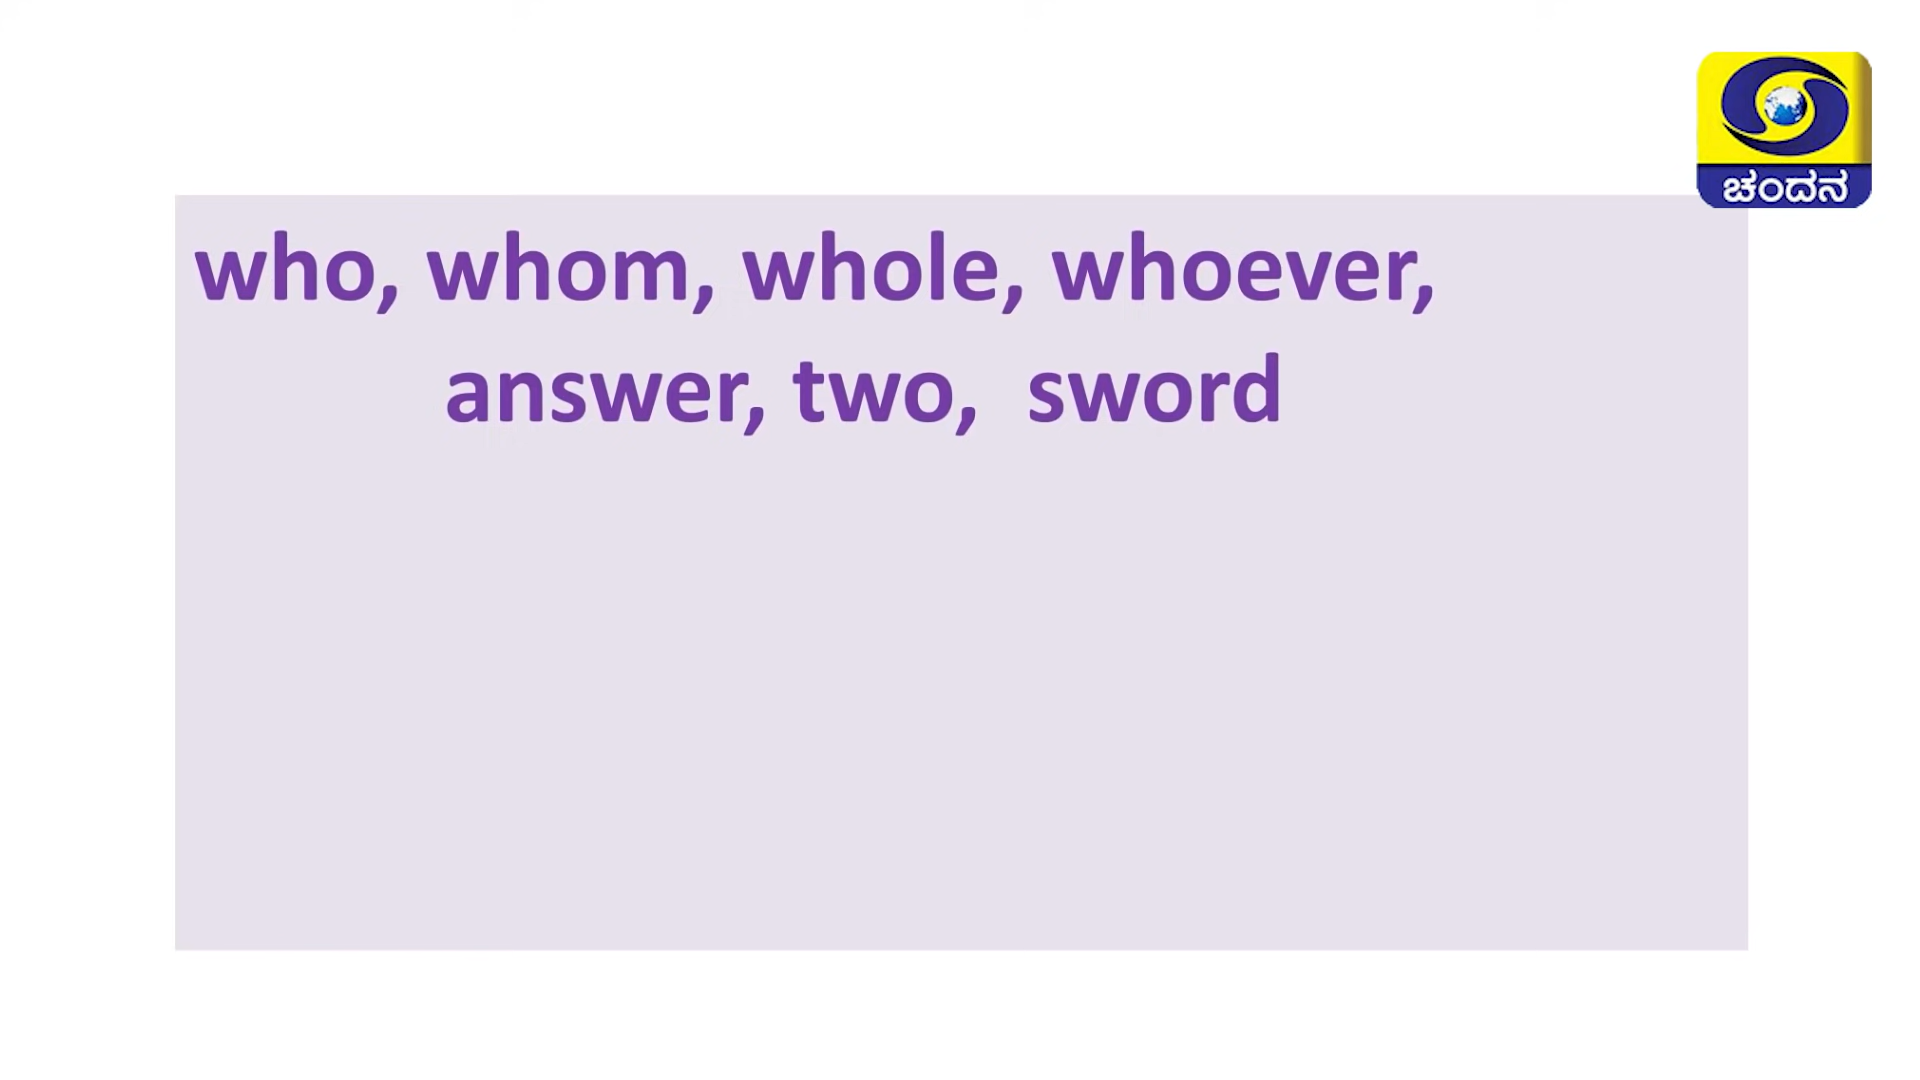 ಚಂದನ
who, whom, whole, whoever,
answer, two, sword